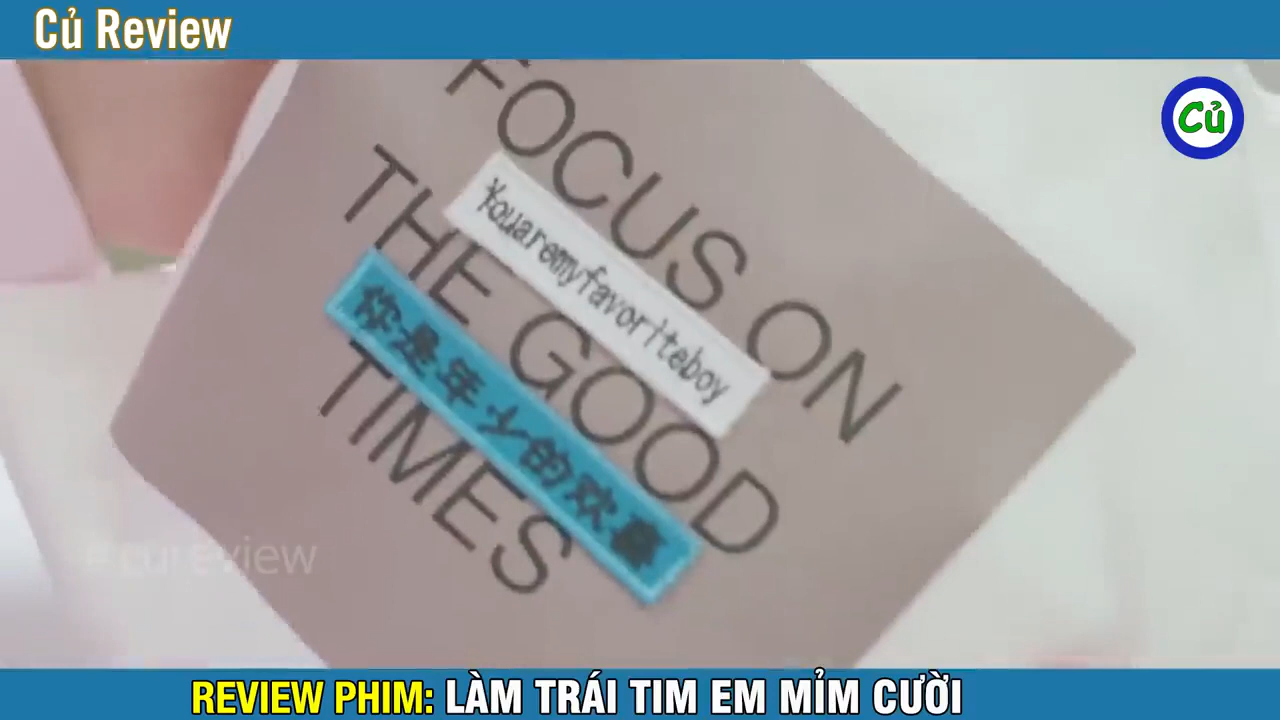 Củ Review
Củ
FOCUS ON
Youaremyfavoriteboy
THE GOOD
你是年少的欢喜
TIMES
#cureview
REVIEW PHIM: LÀM TRÁI TIM EM MỈM CƯỜI